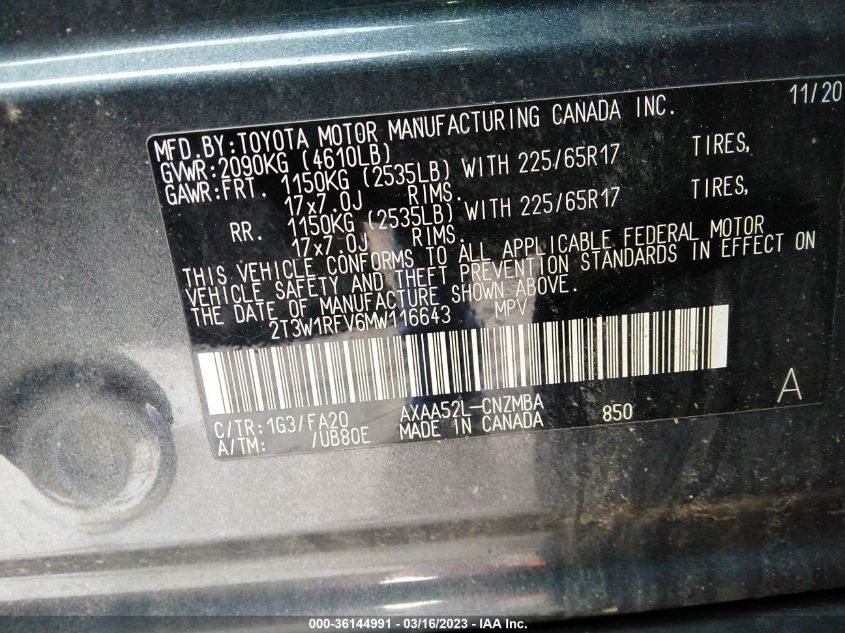 11/20
MFD.BY:TOYOTA MOTOR MANUFACTURING CANADA INC.
GVWR:2090KG (4610LB)
GAWR:FRT. 1150KG (2535LB) WITH 225/65R17 TIRES,
17x7.0J RIMS.
RR. 1150KG (2535LB) WITH 225/65R17 TIRES,
17x7.0J RIMS.
THIS VEHICLE CONFORMS TO ALL APPLICABLE FEDERAL MOTOR
VEHICLE SAFETY AND THEFT PREVENTION STANDARDS IN EFFECT ON
THE DATE OF MANUFACTURE SHOWN ABOVE.
2T3W1RFV6MW116643 MPV
A
C/TR:1G3/FA20 AXAA52L-CNZMBA 850
A/TM: /UB80E MADE IN CANADA
000-36144991 - 03/16/2023 - IAA Inc.